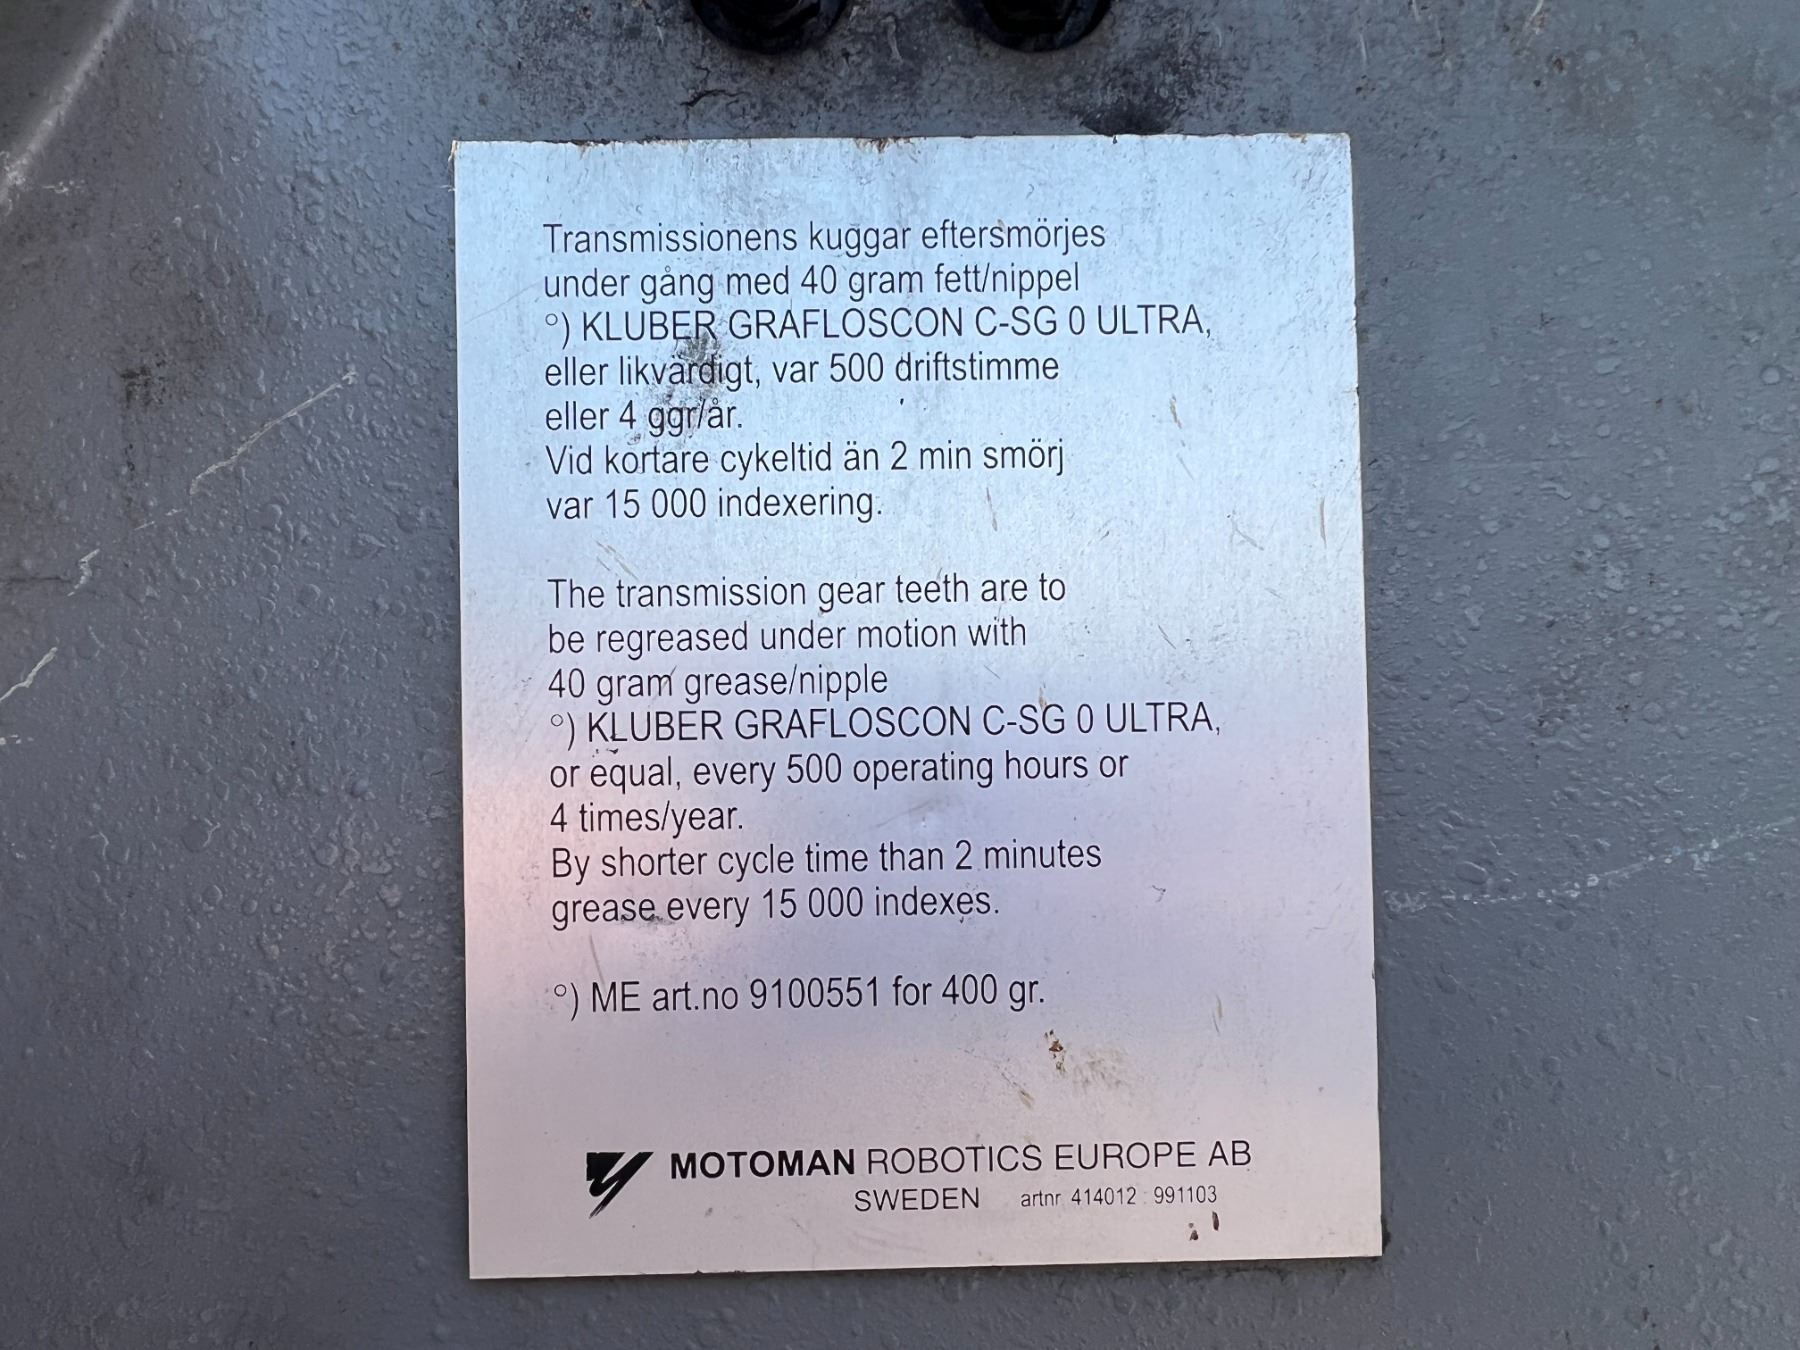 Transmissionens kuggar eftersmörjes
under gång med 40 gram fett/nippel
°) KLUBER GRAFLOSCON C-SG 0 ULTRA,
eller likvärdigt, var 500 driftstimme
eller 4 ggr/år.
Vid kortare cykeltid än 2 min smörj
var 15 000 indexering.
The transmission gear teeth are to
be regreased under motion with
40 gram grease/nipple
°) KLUBER GRAFLOSCON C-SG 0 ULTRA,
or equal, every 500 operating hours or
4 times/year.
By shorter cycle time than 2 minutes
grease every 15 000 indexes.
°) ME art.no 9100551 for 400 gr.
MOTOMAN ROBOTICS EUROPE AB
SWEDEN artnr 414012 : 991103